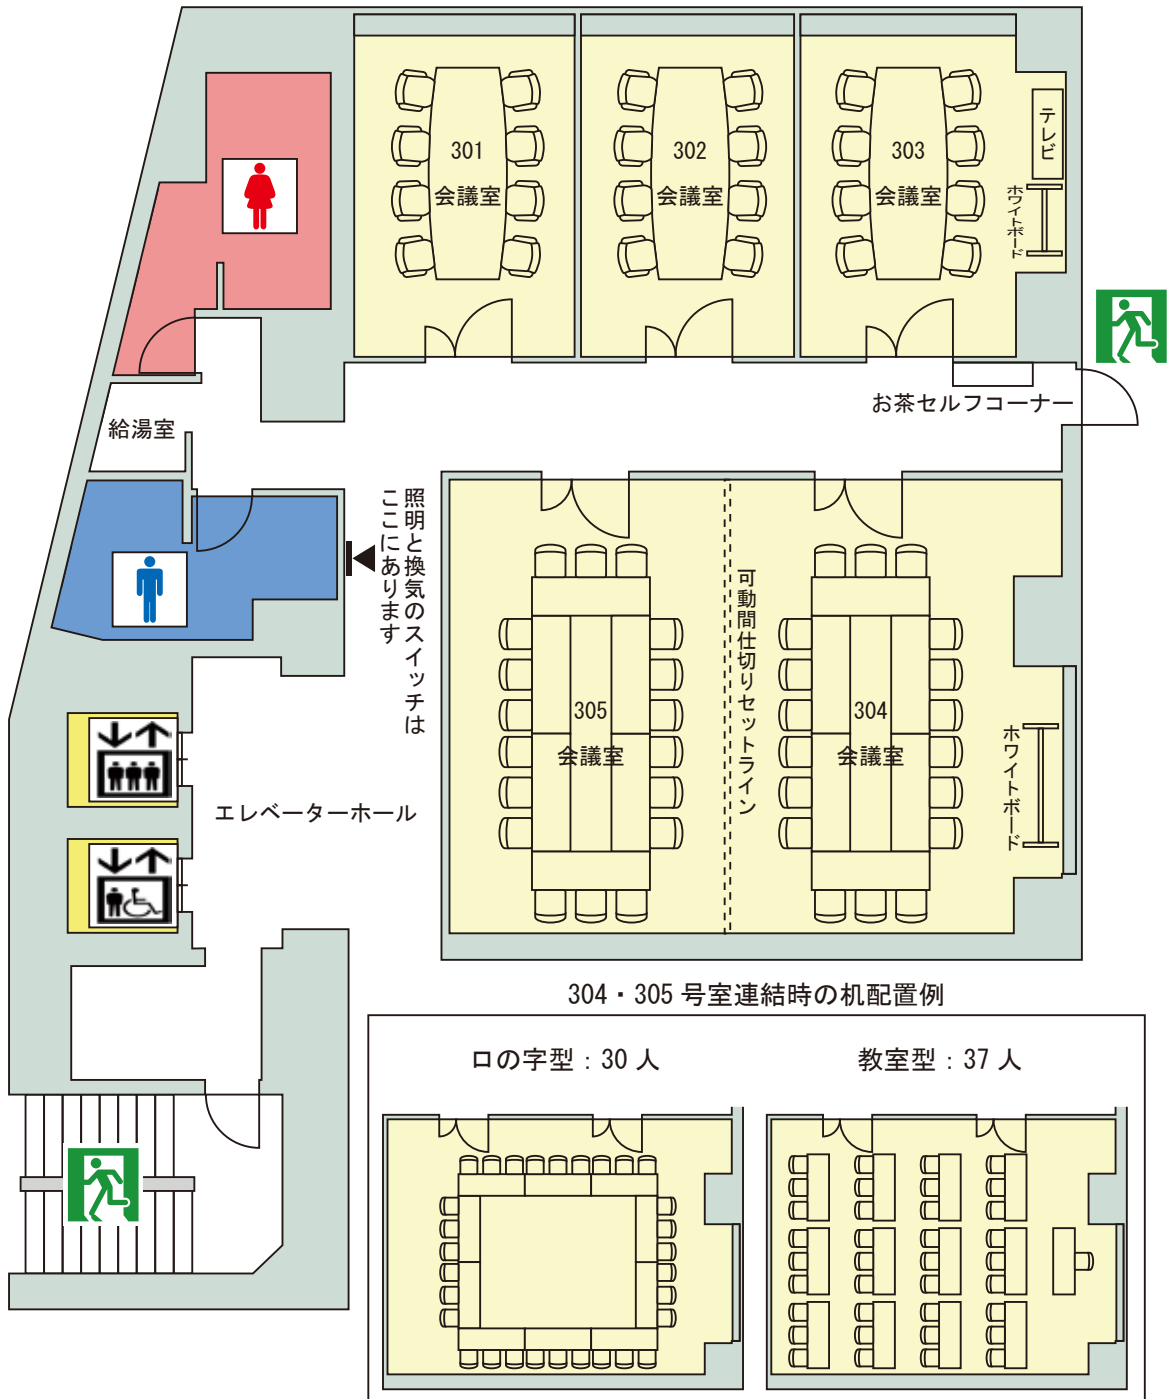 301
会議室
302
会議室
303
会議室
テレビ
ホワイトボード
お茶セルフコーナー
給湯室
照明と換気のスイッチは
ここにあります
可動間仕切りセットライン
305
会議室
304
会議室
ホワイトボード
エレベーターホール
304・305 号室連結時の机配置例
ロの字型：30 人
教室型：37 人